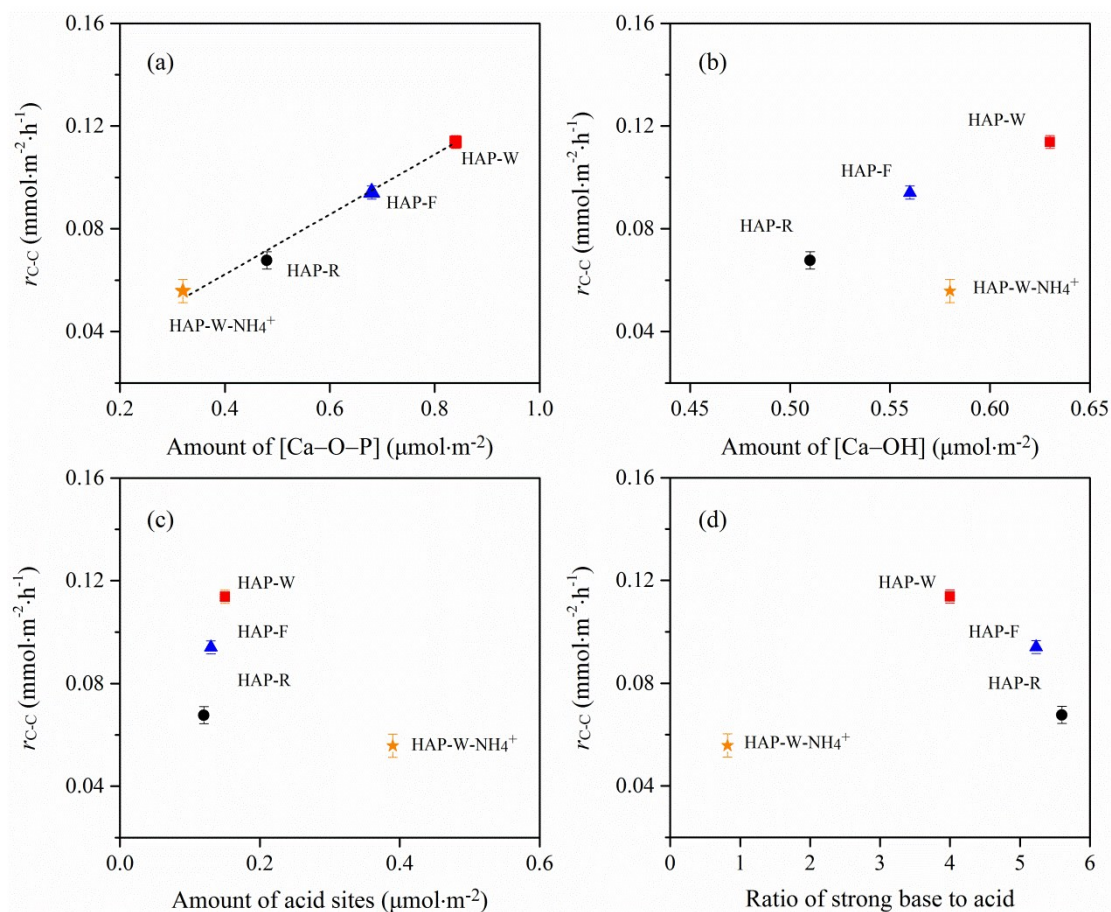 (a)
0.16
0.12
0.08
0.04
r_C-C (mmol·m⁻²·h⁻¹)
HAP-W
HAP-F
HAP-R
HAP-W-NH₄⁺
0.2 0.4 0.6 0.8 1.0
Amount of [Ca–O–P] (μmol·m⁻²)
(b)
0.16
0.12
0.08
0.04
r_C-C (mmol·m⁻²·h⁻¹)
HAP-W
HAP-F
HAP-R
HAP-W-NH₄⁺
0.45 0.50 0.55 0.60 0.65
Amount of [Ca–OH] (μmol·m⁻²)
(c)
0.16
0.12
0.08
0.04
r_C-C (mmol·m⁻²·h⁻¹)
HAP-W
HAP-F
HAP-R
HAP-W-NH₄⁺
0.0 0.2 0.4 0.6
Amount of acid sites (μmol·m⁻²)
(d)
0.16
0.12
0.08
0.04
r_C-C (mmol·m⁻²·h⁻¹)
HAP-W
HAP-F
HAP-R
HAP-W-NH₄⁺
0 1 2 3 4 5 6
Ratio of strong base to acid